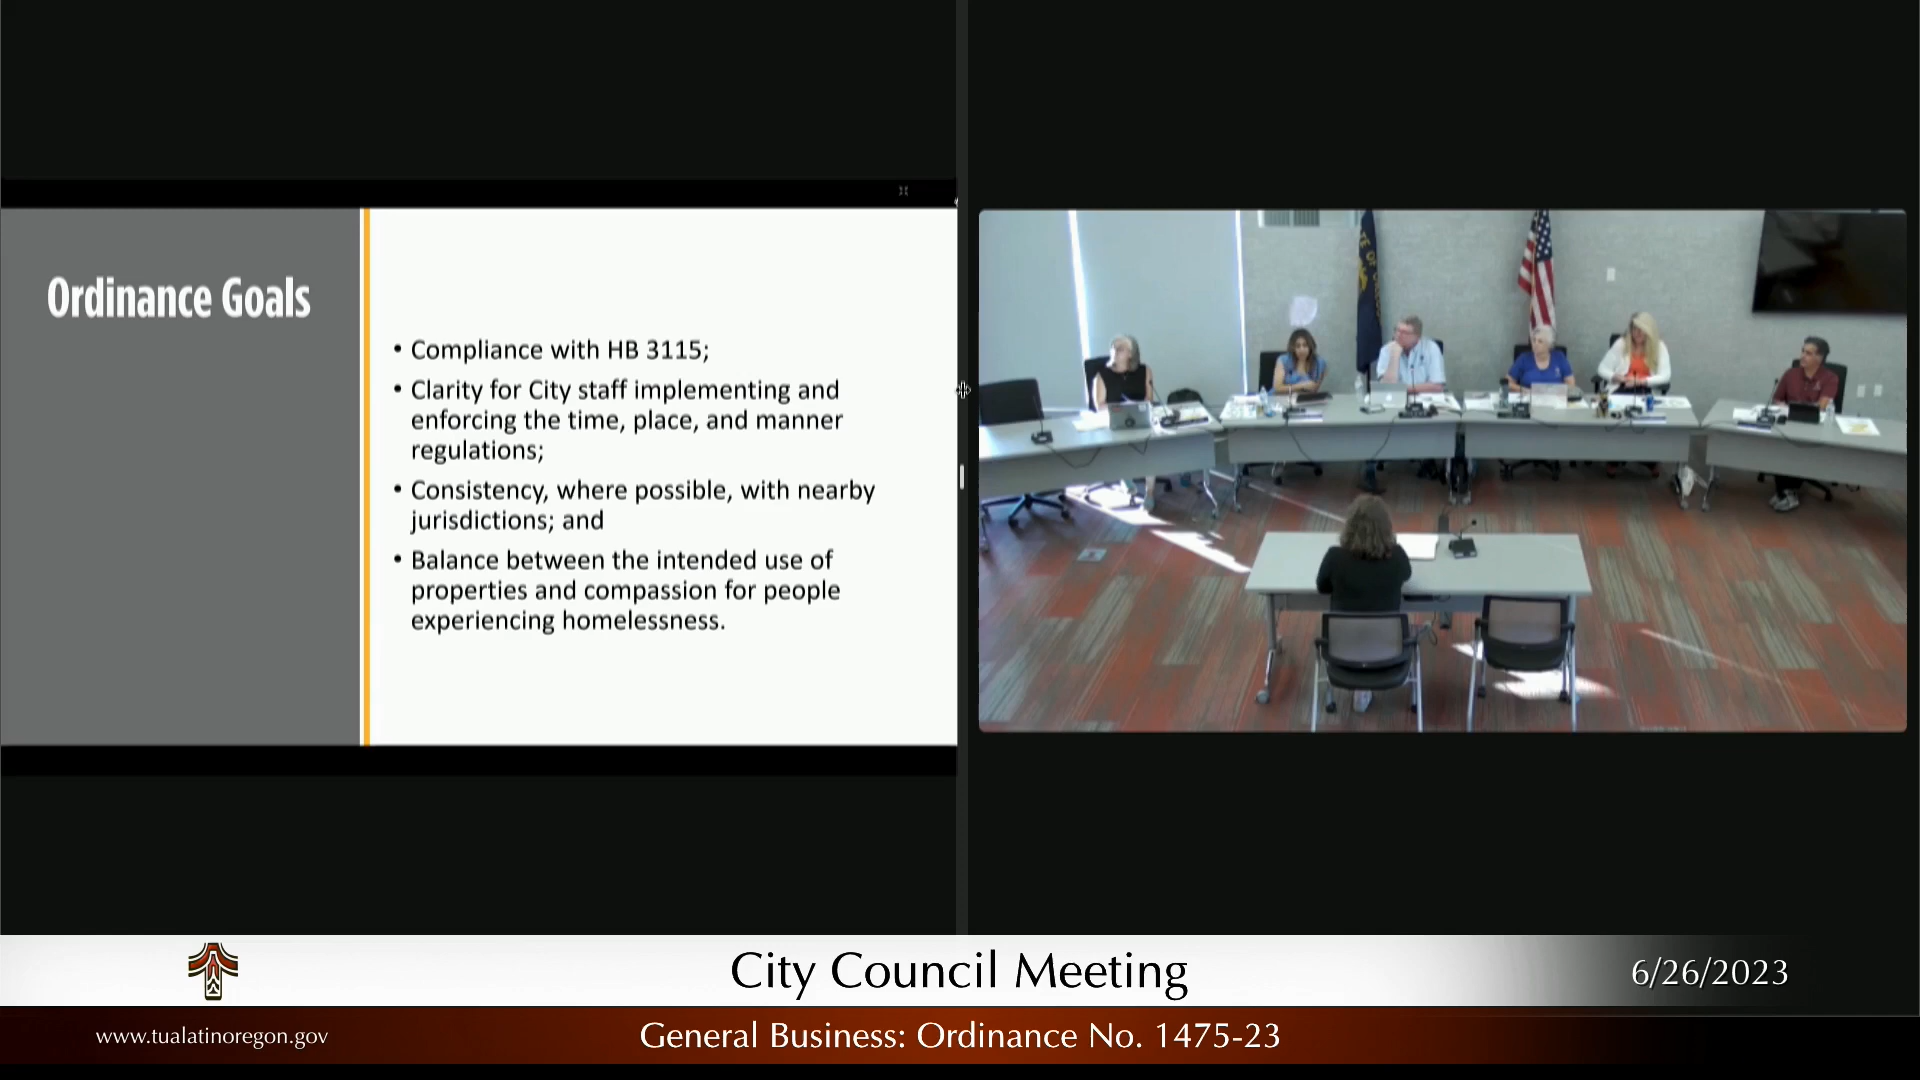 Ordinance Goals
• Compliance with HB 3115;
• Clarity for City staff implementing and
enforcing the time, place, and manner
regulations;
• Consistency, where possible, with nearby
jurisdictions; and
• Balance between the intended use of
properties and compassion for people
experiencing homelessness.
City Council Meeting
6/26/2023
www.tualatinoregon.gov
General Business: Ordinance No. 1475-23